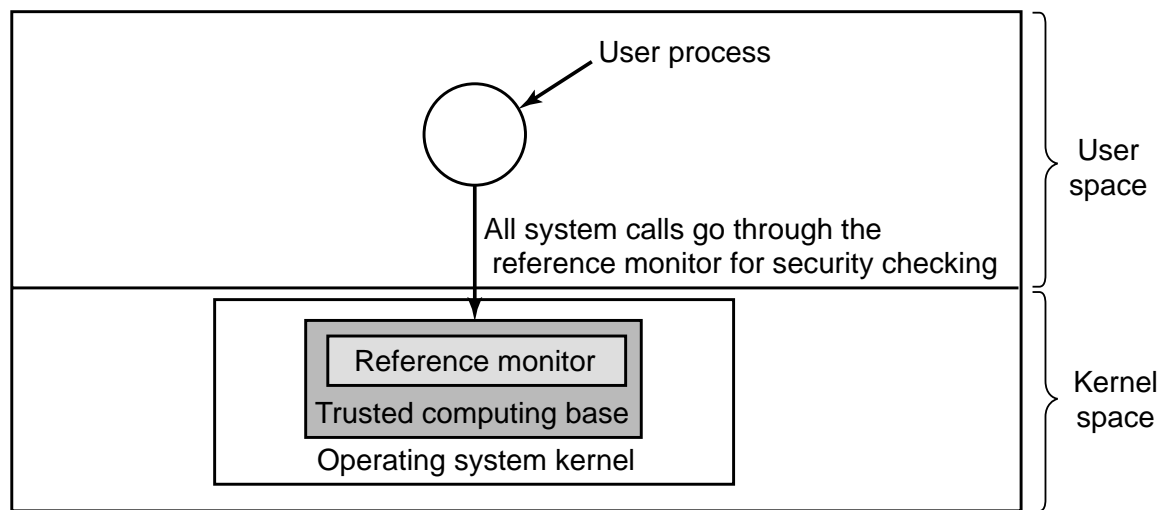 User process
User
space
All system calls go through the
reference monitor for security checking
Reference monitor
Trusted computing base
Operating system kernel
Kernel
space